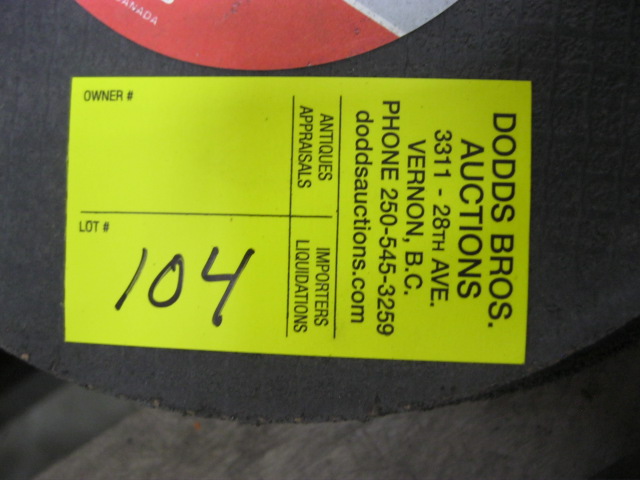 CANADA
DODDS BROS.
AUCTIONS
3311 - 28TH AVE.
VERNON, B.C.
PHONE 250-545-3259
doddsauctions.com
ANTIQUES IMPORTERS
APPRAISALS LIQUIDATIONS
OWNER #
LOT #
104